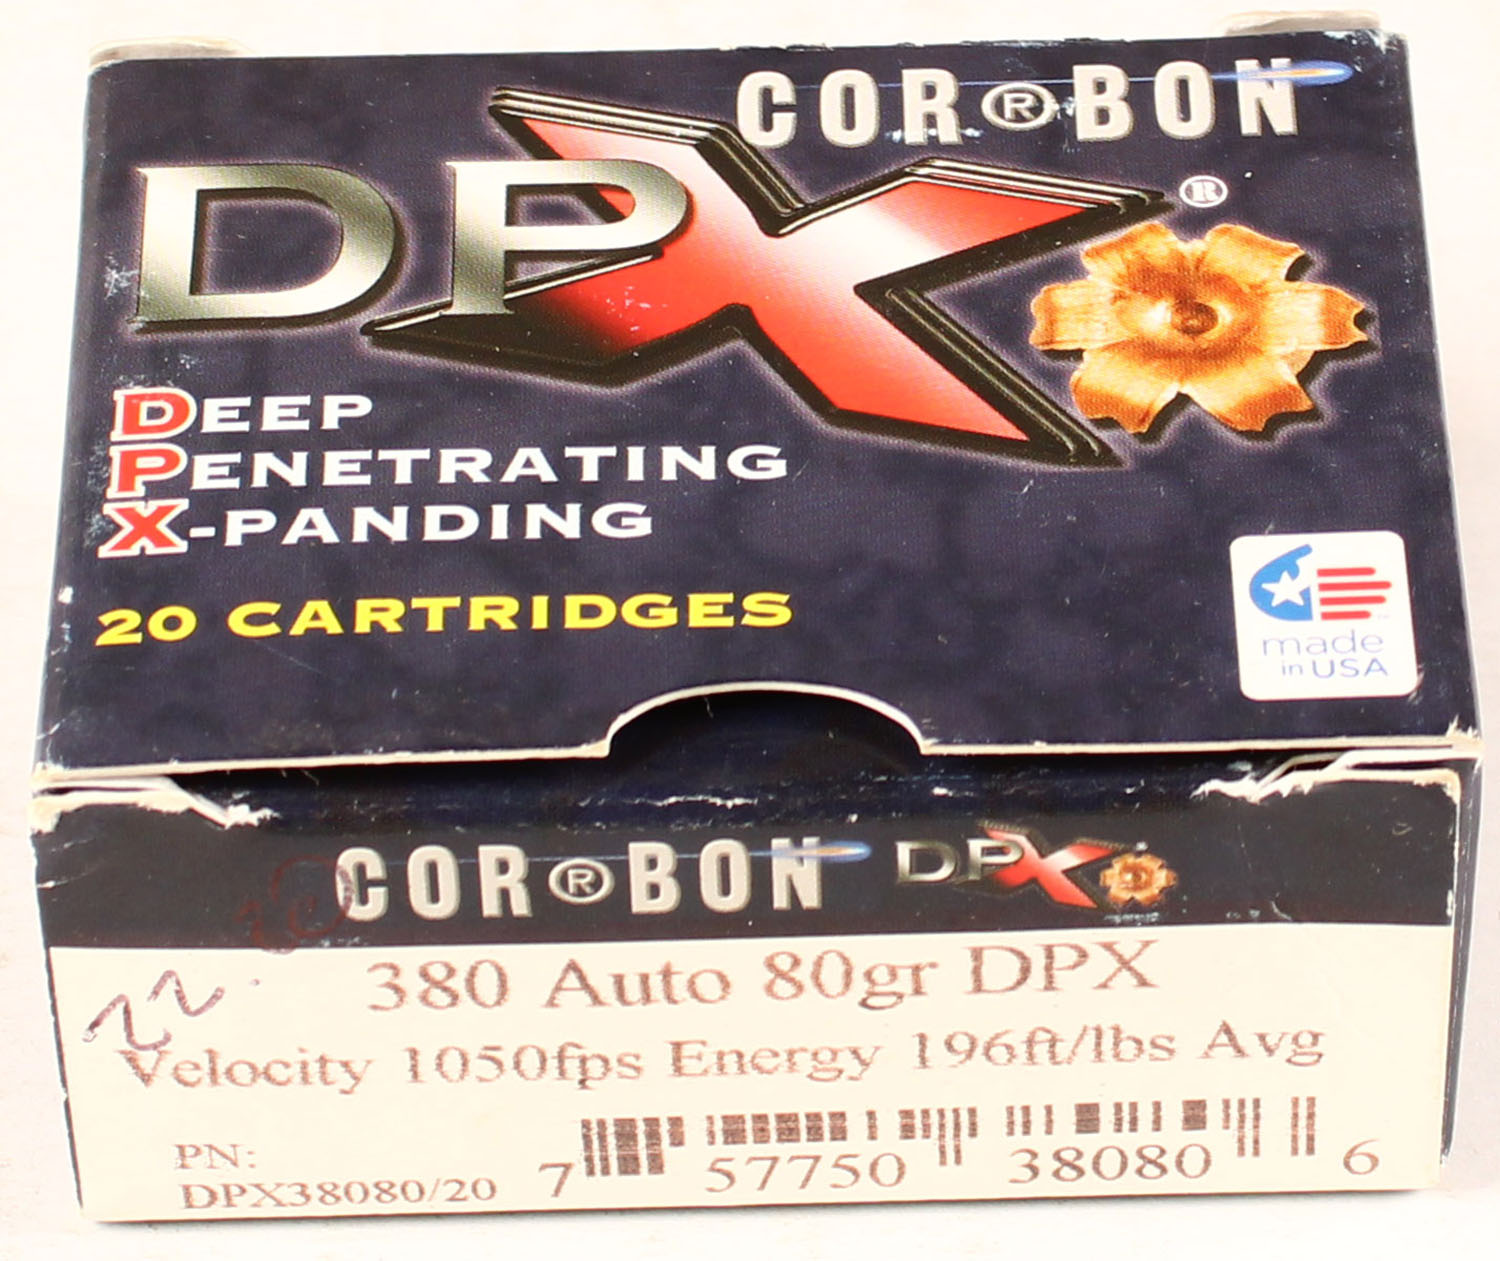 COR®BON
DPX®
DEEP
PENETRATING
X-PANDING
20 CARTRIDGES
made
in USA
COR®BON DPX
22.
380 Auto 80gr DPX
Velocity 1050fps Energy 196ft/lbs Avg
PN:
DPX38080/20
7 57750 38080 6